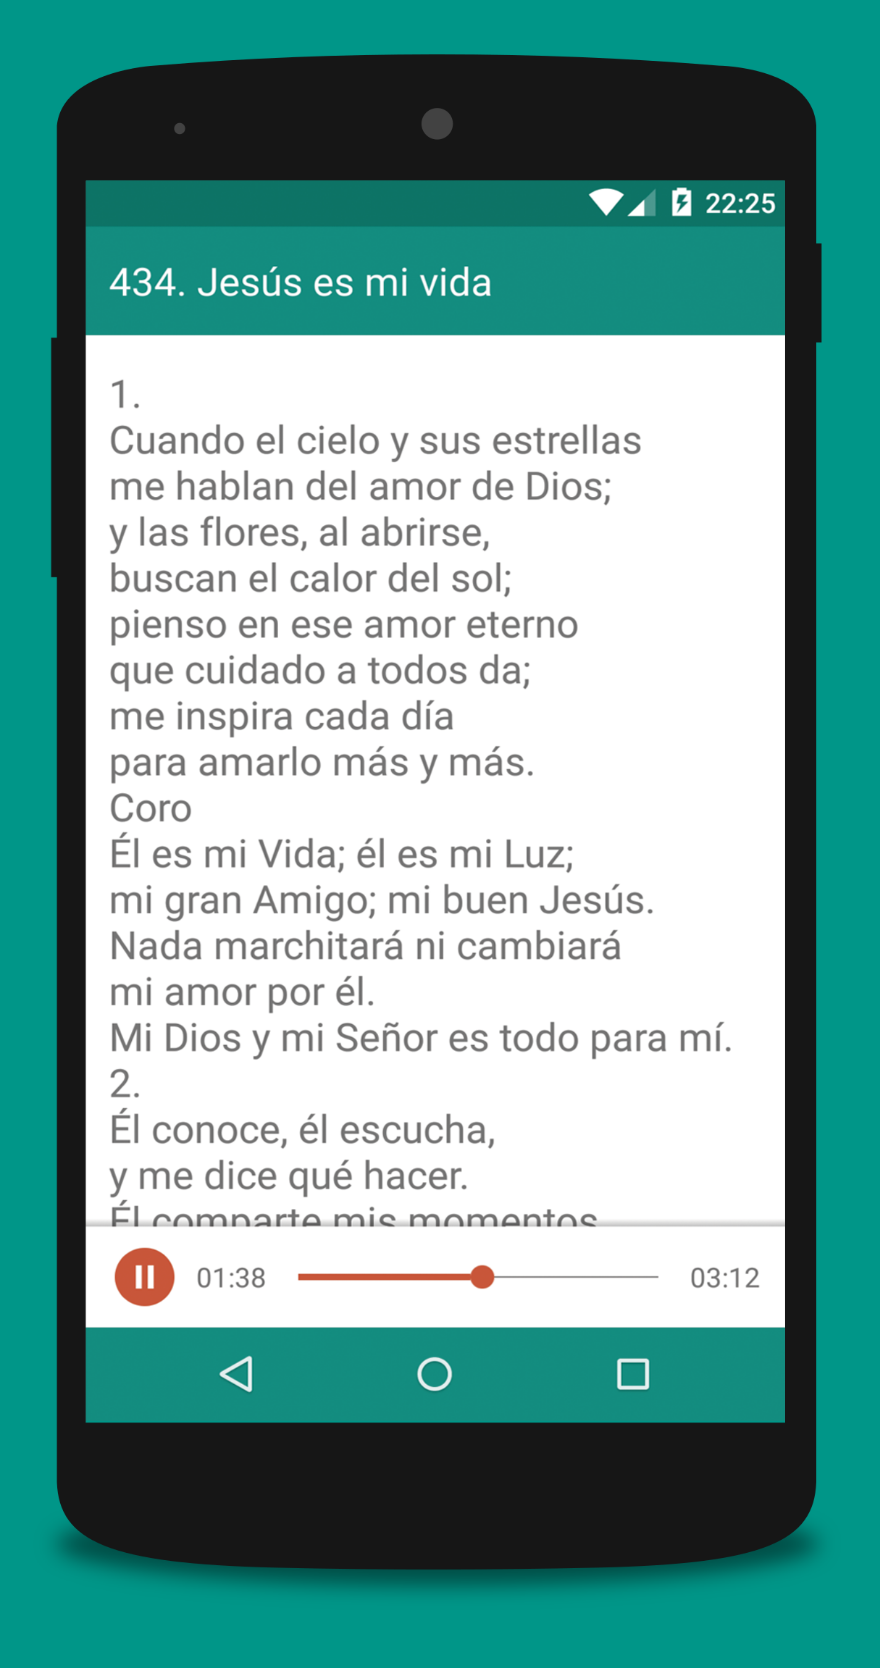 22:25
434. Jesús es mi vida
1.
Cuando el cielo y sus estrellas
me hablan del amor de Dios;
y las flores, al abrirse,
buscan el calor del sol;
pienso en ese amor eterno
que cuidado a todos da;
me inspira cada día
para amarlo más y más.
Coro
Él es mi Vida; él es mi Luz;
mi gran Amigo; mi buen Jesús.
Nada marchitará ni cambiará
mi amor por él.
Mi Dios y mi Señor es todo para mí.
2.
Él conoce, él escucha,
y me dice qué hacer.
Él comparte mis momentos
01:38
03:12